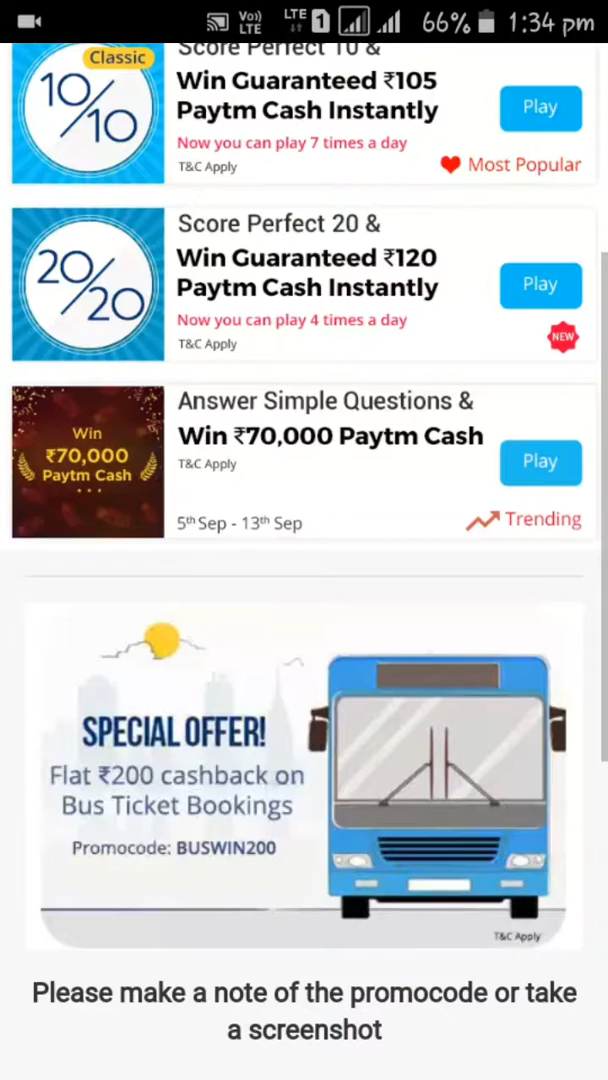 Vo))
LTE
LTE
1
66%
1:34 pm
Classic
10/10
Score Perfect 10 &
Win Guaranteed ₹105
Paytm Cash Instantly
Play
Now you can play 7 times a day
T&C Apply
Most Popular
20/20
Score Perfect 20 &
Win Guaranteed ₹120
Paytm Cash Instantly
Play
Now you can play 4 times a day
T&C Apply
NEW
Win
₹70,000
Paytm Cash
Answer Simple Questions &
Win ₹70,000 Paytm Cash
T&C Apply
Play
5th Sep - 13th Sep
Trending
SPECIAL OFFER!
Flat ₹200 cashback on
Bus Ticket Bookings
Promocode: BUSWIN200
T&C Apply
Please make a note of the promocode or take
a screenshot